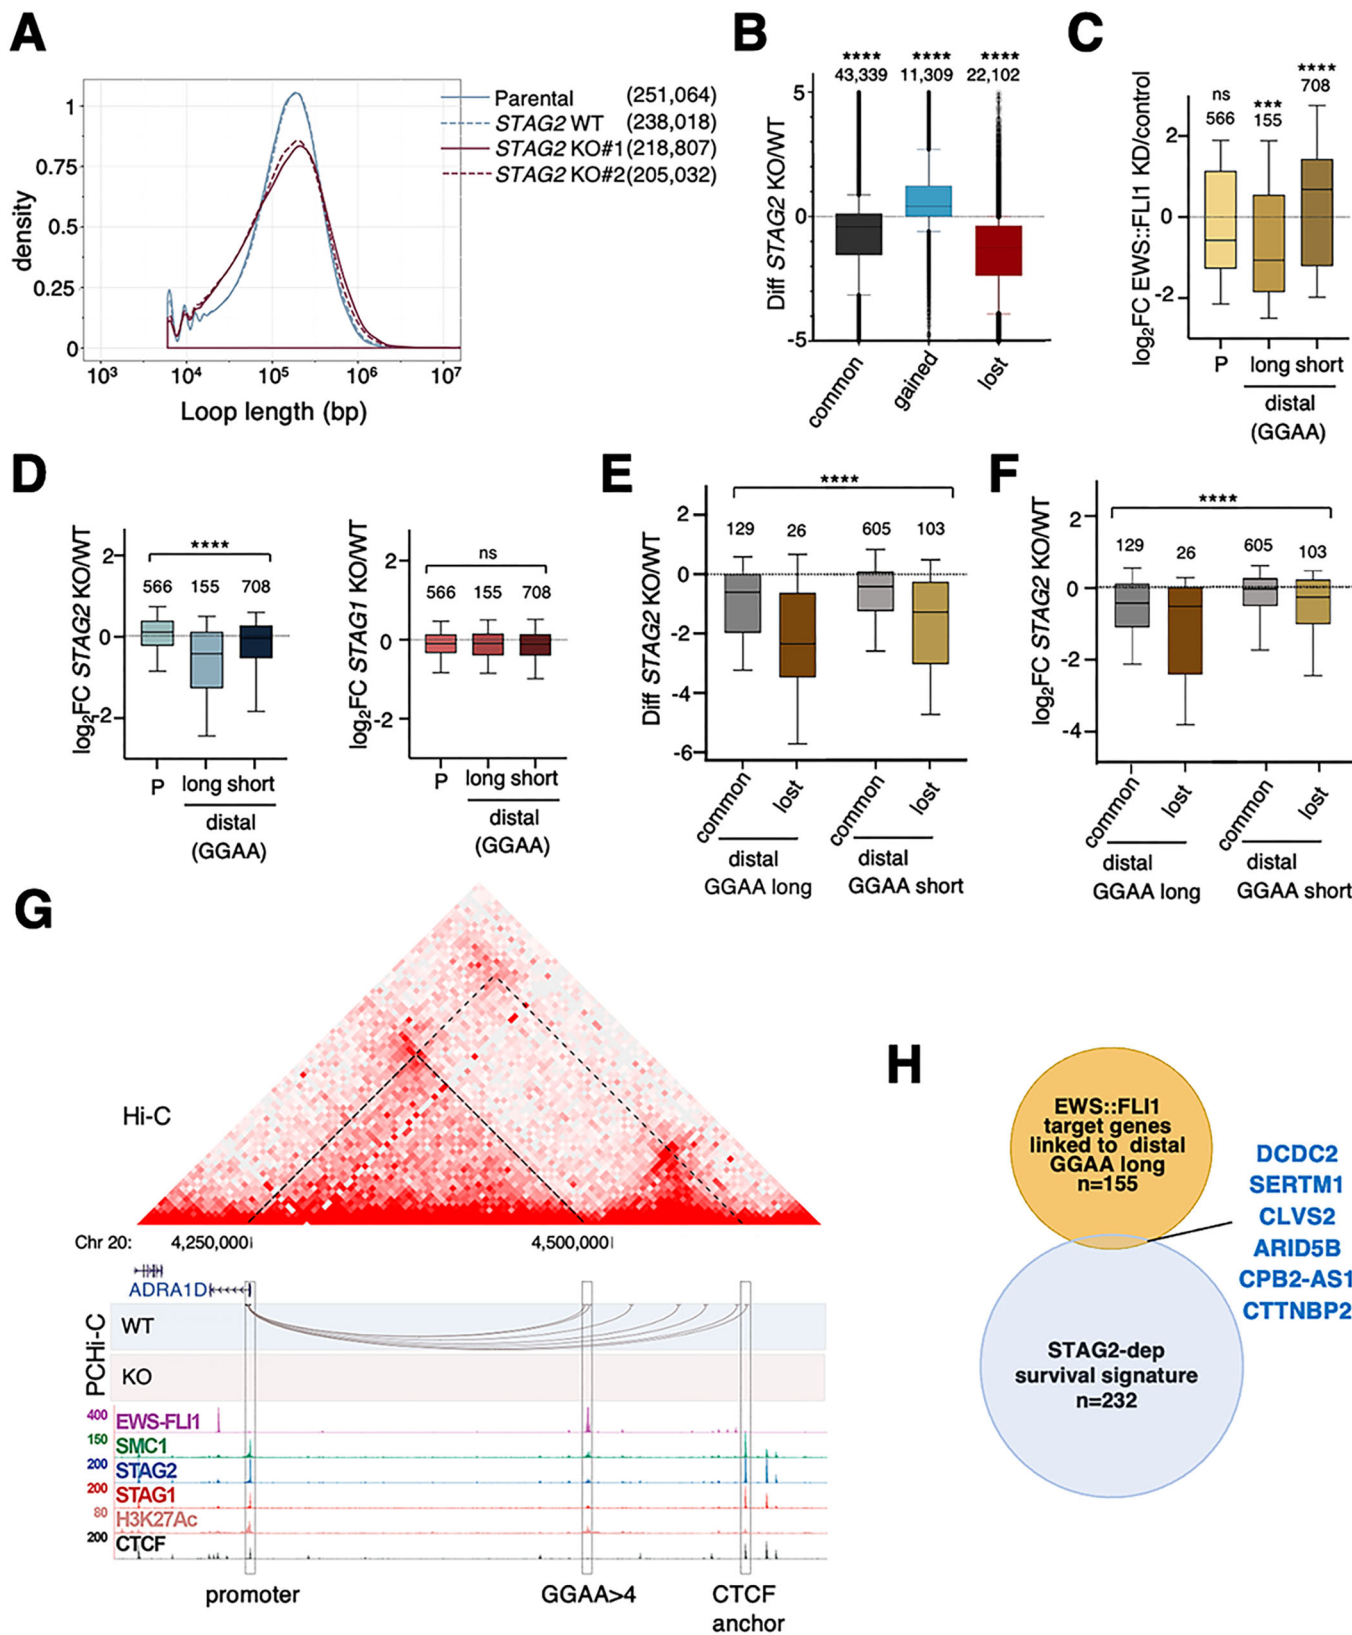 A
density
1
0.75
0.5
0.25
0
10³ 10⁴ 10⁵ 10⁶ 10⁷
Loop length (bp)
Parental (251,064)
STAG2 WT (238,018)
STAG2 KO#1 (218,807)
STAG2 KO#2 (205,032)
B
Diff STAG2 KO/WT
**** **** ****
43,339 11,309 22,102
5
0
-5
common gained lost
C
log₂FC EWS::FLI1 KD/control
ns *** ****
566 155 708
2
0
-2
P long short
distal
(GGAA)
D
log₂FC STAG2 KO/WT
****
566 155 708
2
0
-2
P long short
distal
(GGAA)
log₂FC STAG1 KO/WT
ns
566 155 708
2
0
-2
P long short
distal
(GGAA)
E
Diff STAG2 KO/WT
****
129 26 605 103
2
0
-2
-4
-6
common lost common lost
distal distal
GGAA long GGAA short
F
log₂FC STAG2 KO/WT
****
129 26 605 103
2
0
-2
-4
common lost common lost
distal distal
GGAA long GGAA short
G
Hi-C
Chr 20: 4,250,000 4,500,000
ADRA1D
PCHi-C
WT
KO
400 EWS-FLI1
150 SMC1
200 STAG2
200 STAG1
80 H3K27Ac
200 CTCF
promoter GGAA>4 CTCF
anchor
H
EWS::FLI1
target genes
linked to distal
GGAA long
n=155
DCDC2
SERTM1
CLVS2
ARID5B
CPB2-AS1
CTTNBP2
STAG2-dep
survival signature
n=232